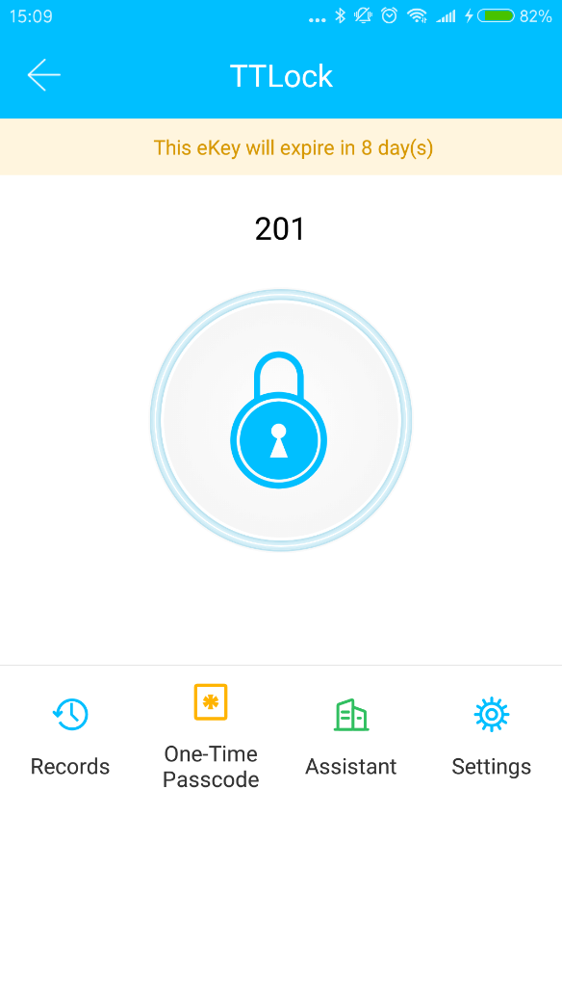 15:09
82%
TTLock
This eKey will expire in 8 day(s)
201
Records
One-Time
Passcode
Assistant
Settings